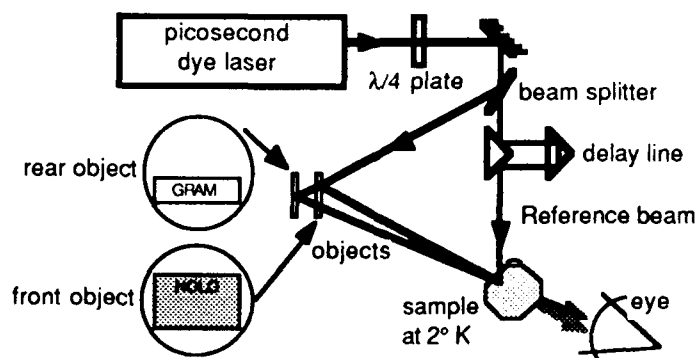 picosecond
dye laser
λ/4 plate
beam splitter
rear object
GRAM
delay line
Reference beam
objects
front object
HOLO
sample
at 2° K
eye